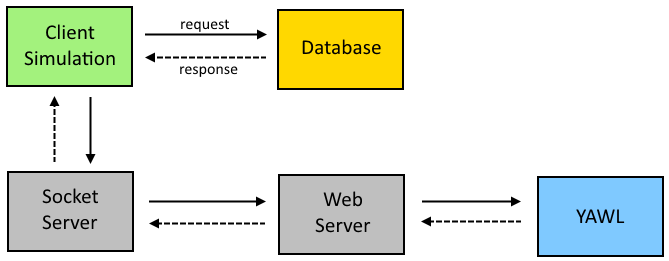 Client
Simulation
request
response
Database
Socket
Server
Web
Server
YAWL